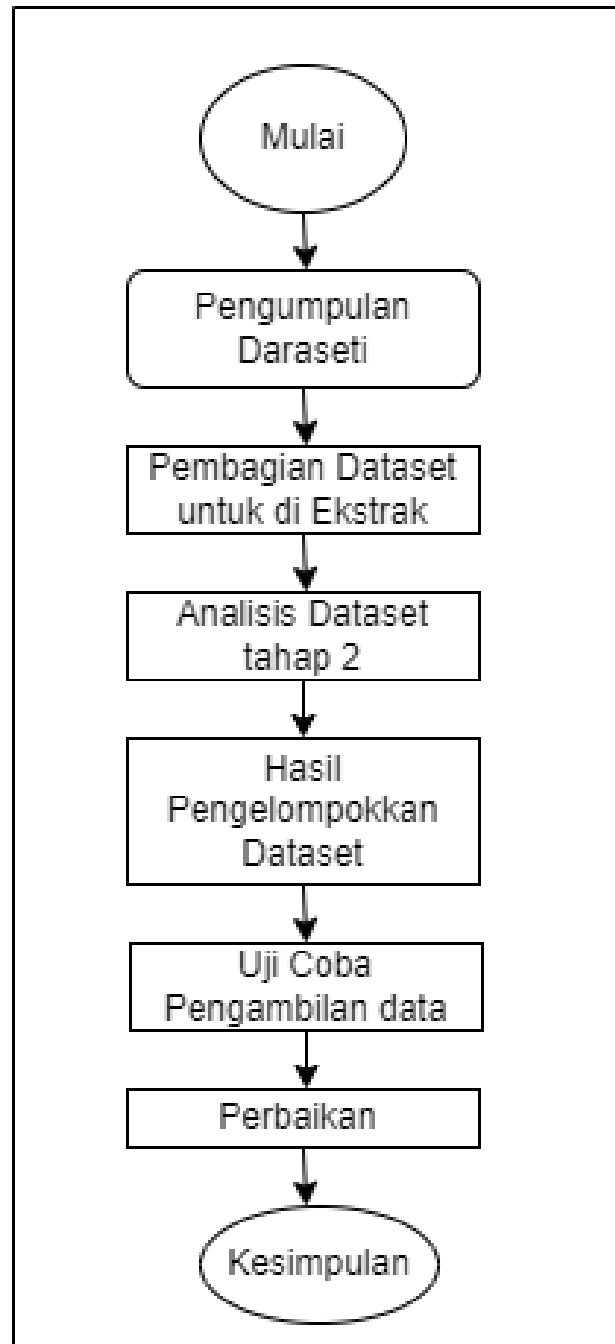 Mulai
Pengumpulan
Daraseti
Pembagian Dataset
untuk di Ekstrak
Analisis Dataset
tahap 2
Hasil
Pengelompokkan
Dataset
Uji Coba
Pengambilan data
Perbaikan
Kesimpulan